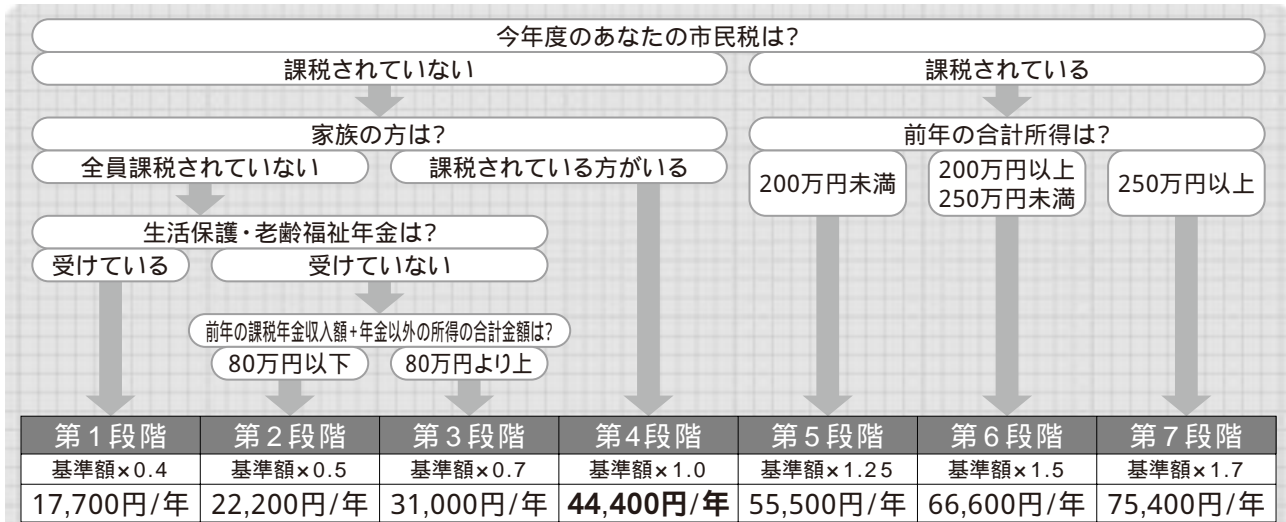 今年度のあなたの市民税は?
課税されていない
課税されている
家族の方は?
前年の合計所得は?
全員課税されていない
課税されている方がいる
200万円未満
200万円以上
250万円未満
250万円以上
生活保護・老齢福祉年金は?
受けている
受けていない
前年の課税年金収入額+年金以外の所得の合計金額は?
80万円以下
80万円より上
第1段階 第2段階 第3段階 第4段階 第5段階 第6段階 第7段階
基準額×0.4 基準額×0.5 基準額×0.7 基準額×1.0 基準額×1.25 基準額×1.5 基準額×1.7
17,700円/年 22,200円/年 31,000円/年 44,400円/年 55,500円/年 66,600円/年 75,400円/年